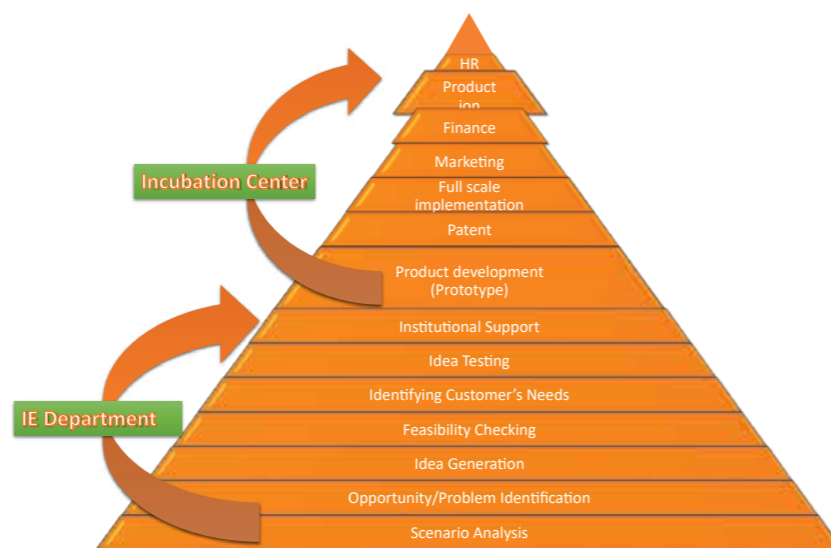 HR
Product
ion
Finance
Marketing
Full scale
implementation
Patent
Product development
(Prototype)
Institutional Support
Idea Testing
Identifying Customer's Needs
Feasibility Checking
Idea Generation
Opportunity/Problem Identification
Scenario Analysis
Incubation Center
IE Department